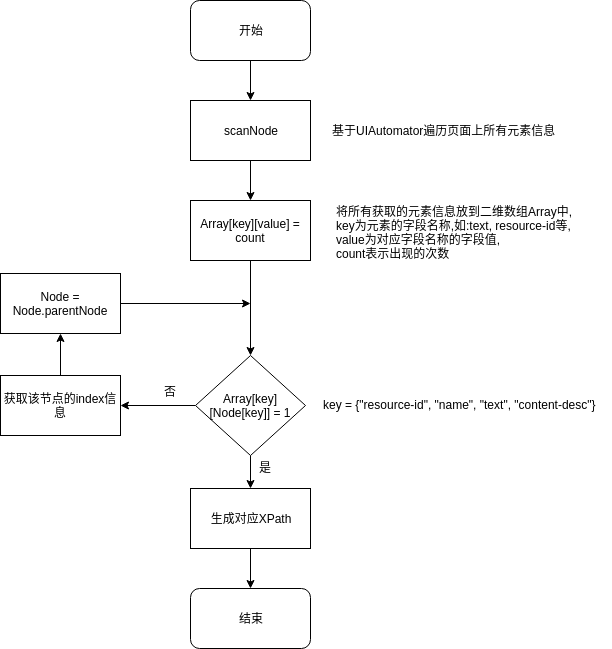 开始
scanNode
基于UIAutomator遍历页面上所有元素信息
Array[key][value] =
count
将所有获取的元素信息放到二维数组Array中,
key为元素的字段名称,如:text, resource-id等,
value为对应字段名称的字段值,
count表示出现的次数
Node =
Node.parentNode
获取该节点的index信
息
否
Array[key]
[Node[key]] = 1
key = {"resource-id", "name", "text", "content-desc"}
是
生成对应XPath
结束